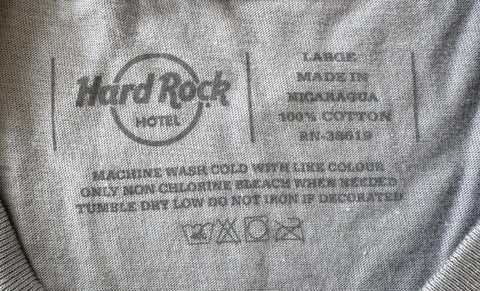 Hard Rock
HOTEL
LARGE
MADE IN
NICARAGUA
100% COTTON
RN-38619
MACHINE WASH COLD WITH LIKE COLOUR
ONLY NON CHLORINE BLEACH WHEN NEEDED
TUMBLE DRY LOW DO NOT IRON IF DECORATED